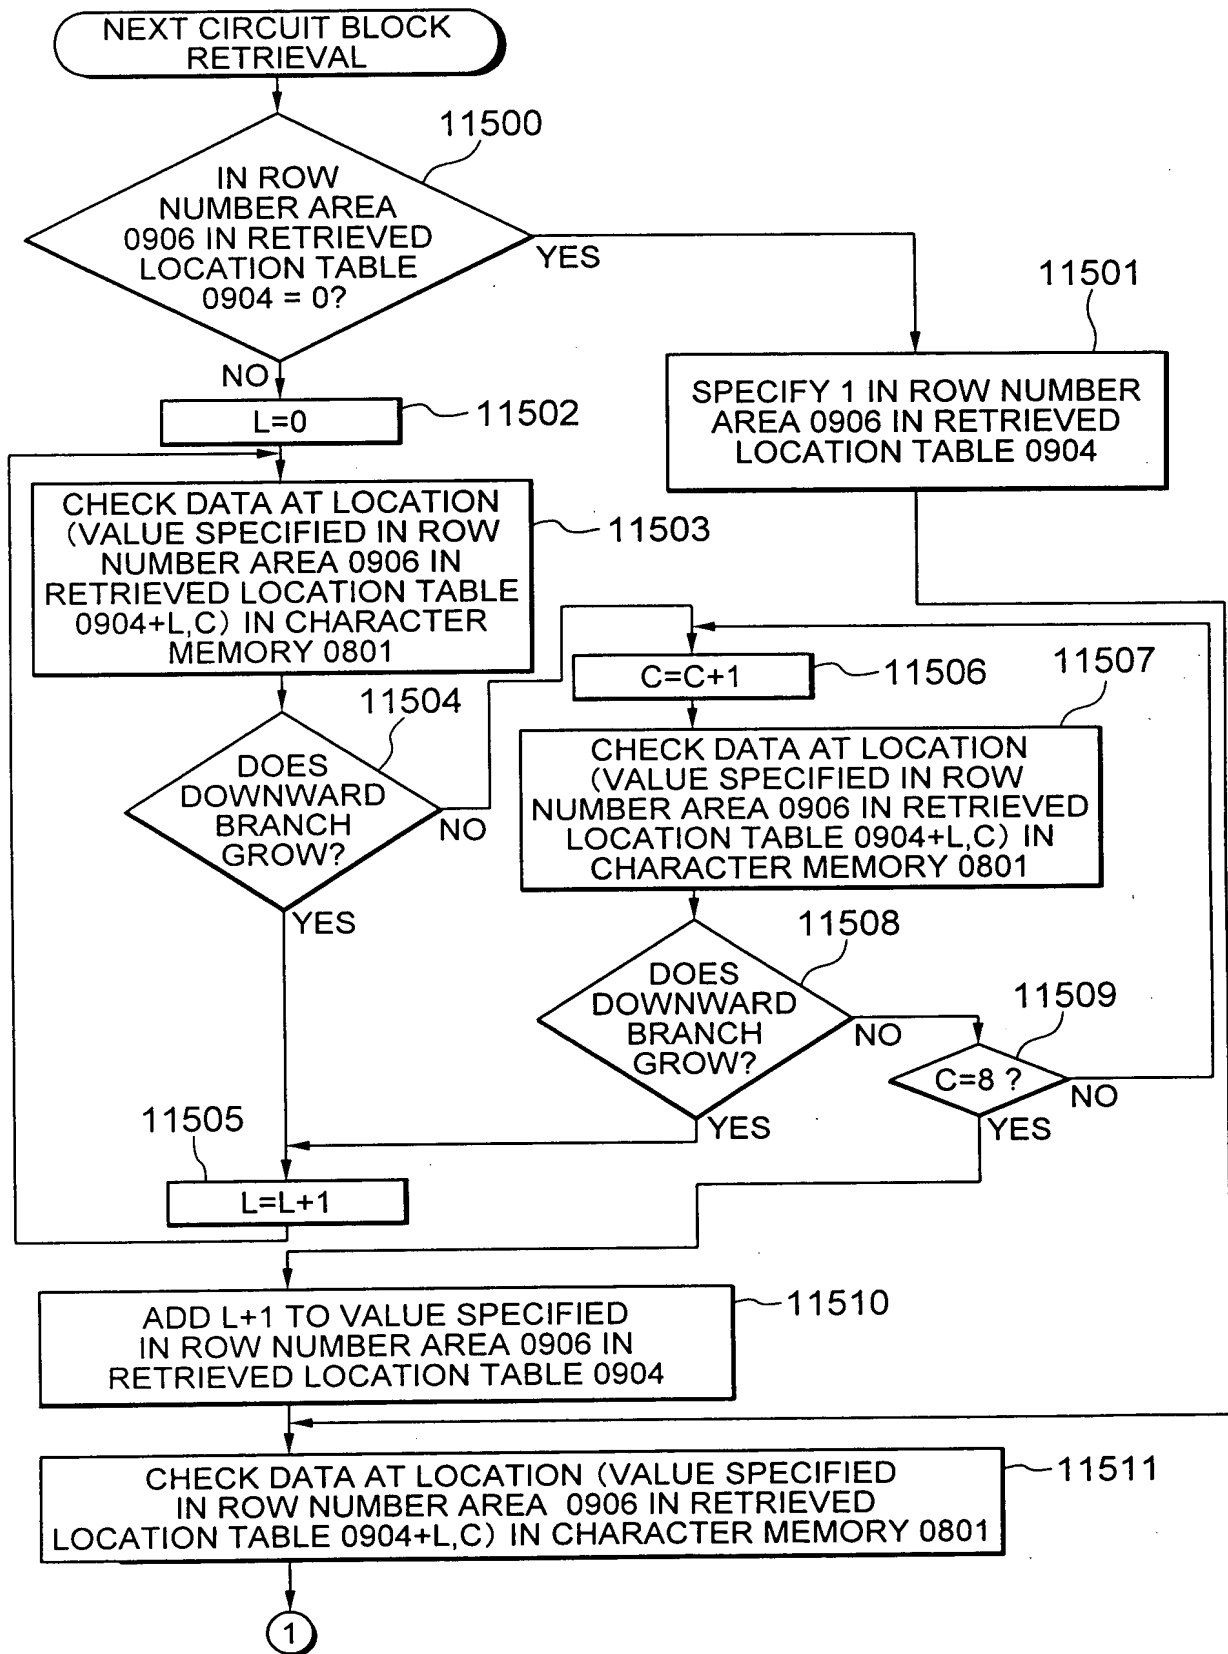 NEXT CIRCUIT BLOCK
RETRIEVAL
11500
IN ROW
NUMBER AREA
0906 IN RETRIEVED
LOCATION TABLE
0904 = 0?
YES
NO
11501
SPECIFY 1 IN ROW NUMBER
AREA 0906 IN RETRIEVED
LOCATION TABLE 0904
L=0
11502
CHECK DATA AT LOCATION
(VALUE SPECIFIED IN ROW
NUMBER AREA 0906 IN
RETRIEVED LOCATION TABLE
0904+L,C) IN CHARACTER
MEMORY 0801
11503
11504
DOES
DOWNWARD
BRANCH
GROW?
NO
YES
C=C+1
11506
11507
CHECK DATA AT LOCATION
(VALUE SPECIFIED IN ROW
NUMBER AREA 0906 IN RETRIEVED
LOCATION TABLE 0904+L,C) IN
CHARACTER MEMORY 0801
11508
DOES
DOWNWARD
BRANCH
GROW?
NO
YES
11509
C=8 ?
NO
YES
11505
L=L+1
ADD L+1 TO VALUE SPECIFIED
IN ROW NUMBER AREA 0906 IN
RETRIEVED LOCATION TABLE 0904
11510
CHECK DATA AT LOCATION (VALUE SPECIFIED
IN ROW NUMBER AREA 0906 IN RETRIEVED
LOCATION TABLE 0904+L,C) IN CHARACTER MEMORY 0801
11511
1